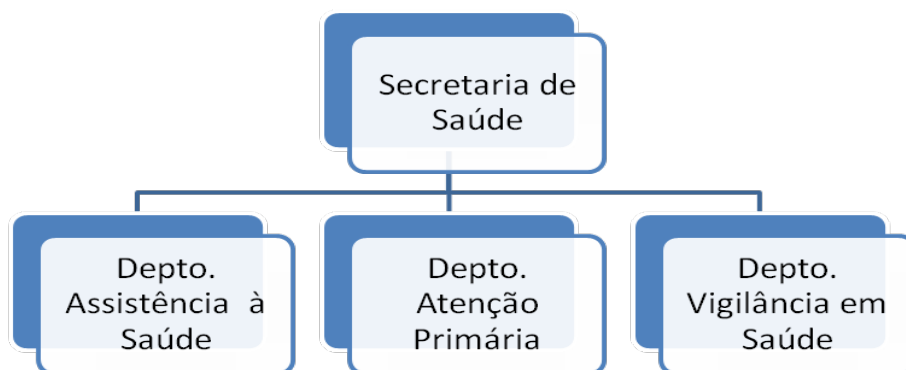 Secretaria de
Saúde
Depto.
Assistência à
Saúde
Depto.
Atenção
Primária
Depto.
Vigilância em
Saúde